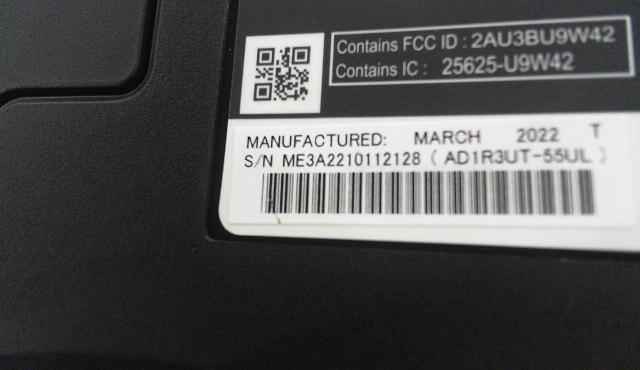 Contains FCC ID : 2AU3BU9W42
Contains IC : 25625-U9W42
MANUFACTURED: MARCH 2022 T
S/N ME3A2210112128 ( AD1R3UT-55UL )